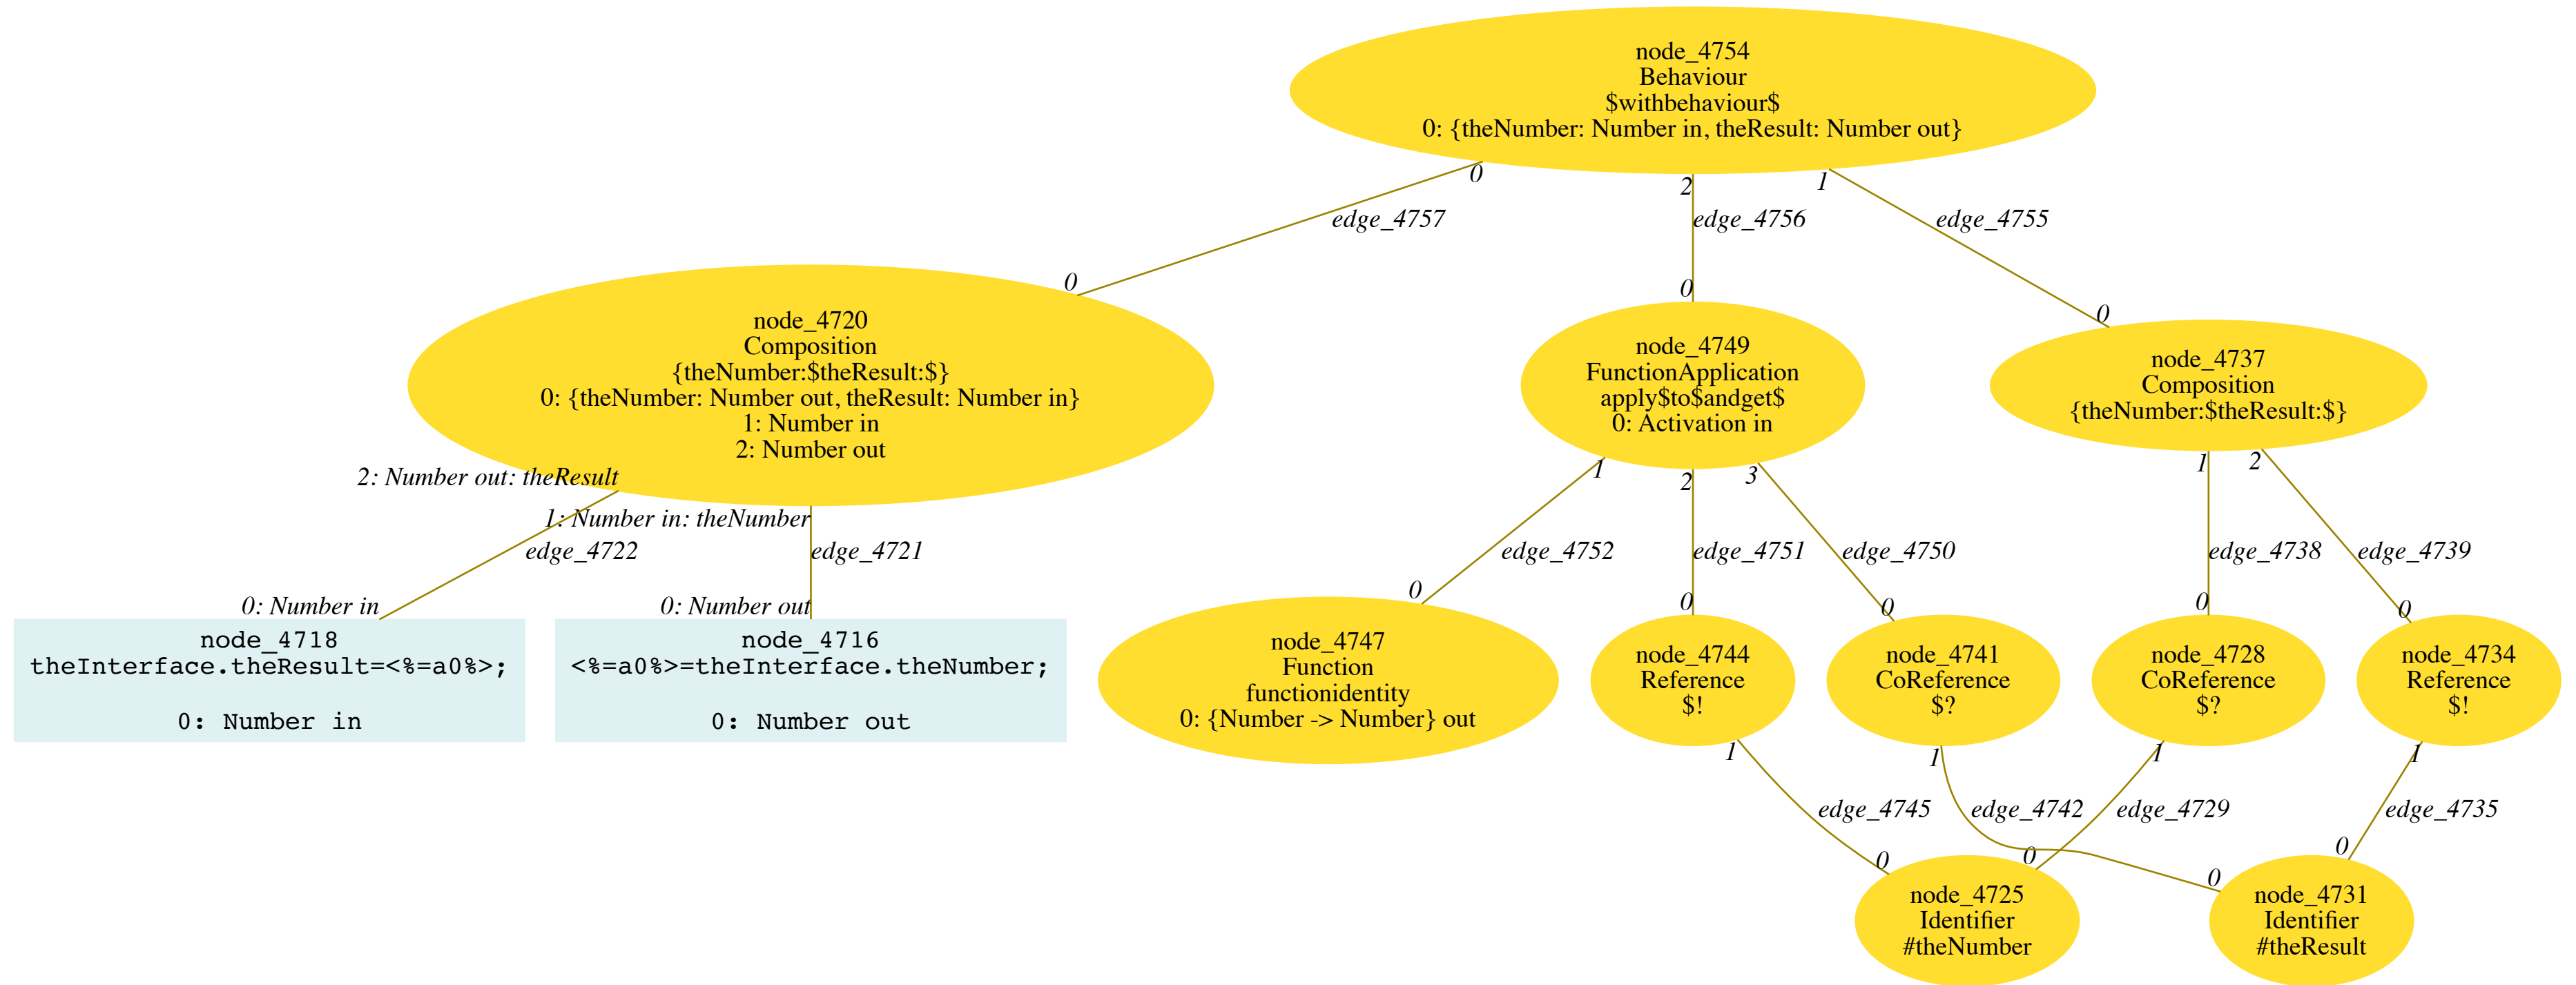 node_4754
Behaviour
$withbehaviour$
0: {theNumber: Number in, theResult: Number out}
0
2
1
edge_4757
edge_4756
edge_4755
0
0
0
node_4720
Composition
{theNumber:$theResult:$}
0: {theNumber: Number out, theResult: Number in}
1: Number in
2: Number out
node_4749
FunctionApplication
apply$to$andget$
0: Activation in
node_4737
Composition
{theNumber:$theResult:$}
2: Number out: theResult
1: Number in: theNumber
1
2
3
1
2
edge_4722
edge_4721
edge_4752
edge_4751
edge_4750
edge_4738
edge_4739
0: Number in
0: Number out
0
0
0
0
0
node_4718
theInterface.theResult=<%=a0%>;
0: Number in
node_4716
<%=a0%>=theInterface.theNumber;
0: Number out
node_4747
Function
functionidentity
0: {Number -> Number} out
node_4744
Reference
$!
node_4741
CoReference
$?
node_4728
CoReference
$?
node_4734
Reference
$!
1
1
1
1
edge_4745
edge_4742
edge_4729
edge_4735
0
0
0
0
node_4725
Identifier
#theNumber
node_4731
Identifier
#theResult